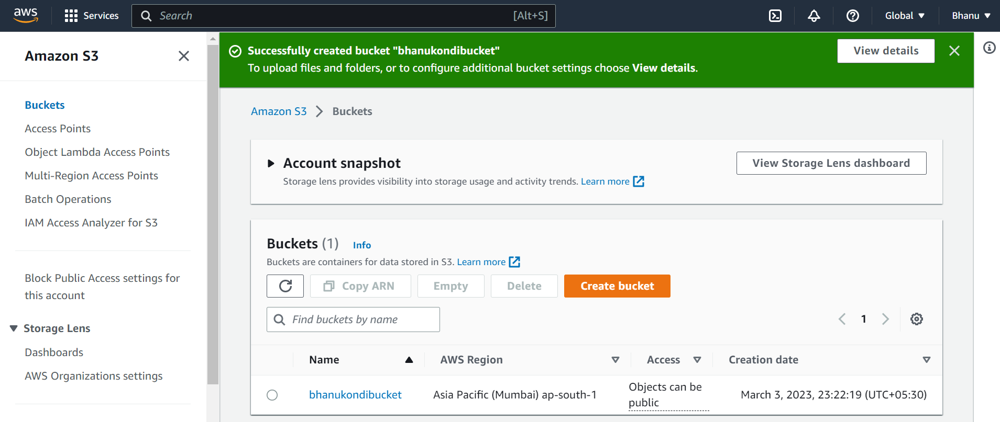 aws
Services
Search [Alt+S]
Global
Bhanu
Amazon S3
Buckets
Access Points
Object Lambda Access Points
Multi-Region Access Points
Batch Operations
IAM Access Analyzer for S3
Block Public Access settings for
this account
Storage Lens
Dashboards
AWS Organizations settings
Successfully created bucket "bhanukondibucket"
To upload files and folders, or to configure additional bucket settings choose View details.
View details
Amazon S3 > Buckets
Account snapshot
Storage lens provides visibility into storage usage and activity trends. Learn more
View Storage Lens dashboard
Buckets (1) Info
Buckets are containers for data stored in S3. Learn more
Copy ARN
Empty
Delete
Create bucket
Find buckets by name
1
Name AWS Region Access Creation date
bhanukondibucket Asia Pacific (Mumbai) ap-south-1 Objects can be
public March 3, 2023, 23:22:19 (UTC+05:30)